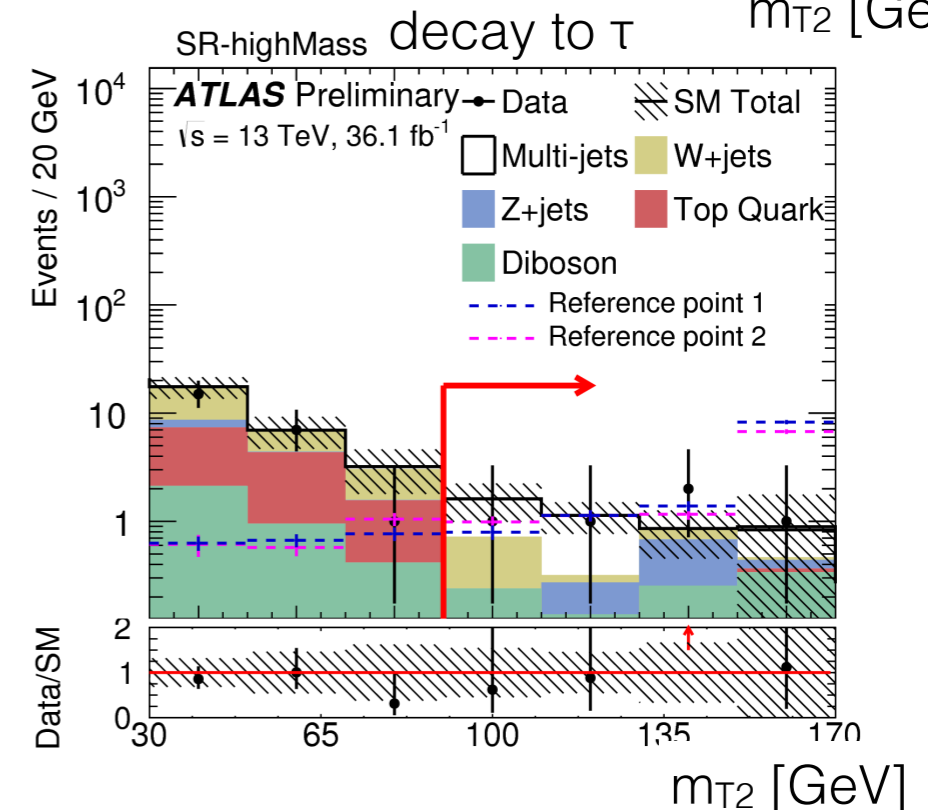 m_T2 [Ge
SR-highMass decay to τ
Events / 20 GeV
10⁴
10³
10²
10
1
ATLAS Preliminary
√s = 13 TeV, 36.1 fb⁻¹
Data SM Total
Multi-jets W+jets
Z+jets Top Quark
Diboson
Reference point 1
Reference point 2
Data/SM
2
1
0
30 65 100 135 170
m_T2 [GeV]